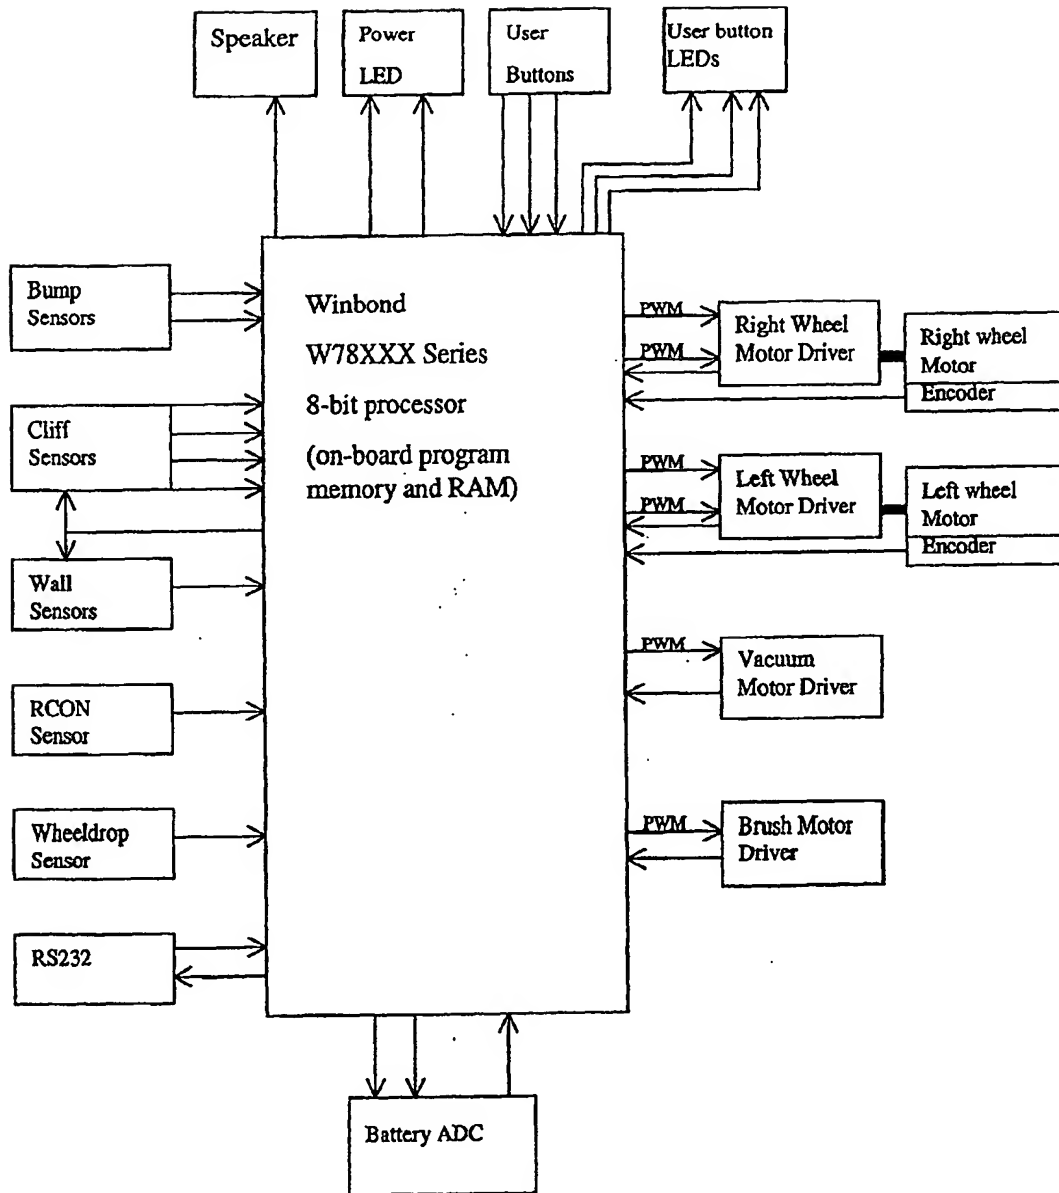 Speaker
Power
LED
User
Buttons
User button
LEDs
Bump
Sensors
Cliff
Sensors
Wall
Sensors
RCON
Sensor
Wheeldrop
Sensor
RS232
Winbond
W78XXX Series
8-bit processor
(on-board program
memory and RAM)
PWM
PWM
Right Wheel
Motor Driver
Right wheel
Motor
Encoder
PWM
PWM
Left Wheel
Motor Driver
Left wheel
Motor
Encoder
PWM
Vacuum
Motor Driver
PWM
Brush Motor
Driver
Battery ADC